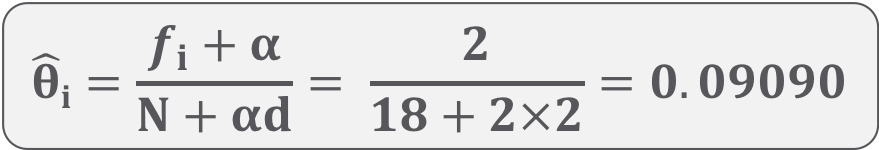 θ̂ᵢ = (fᵢ + α) / (N + αd) = 2 / (18 + 2×2) = 0.09090